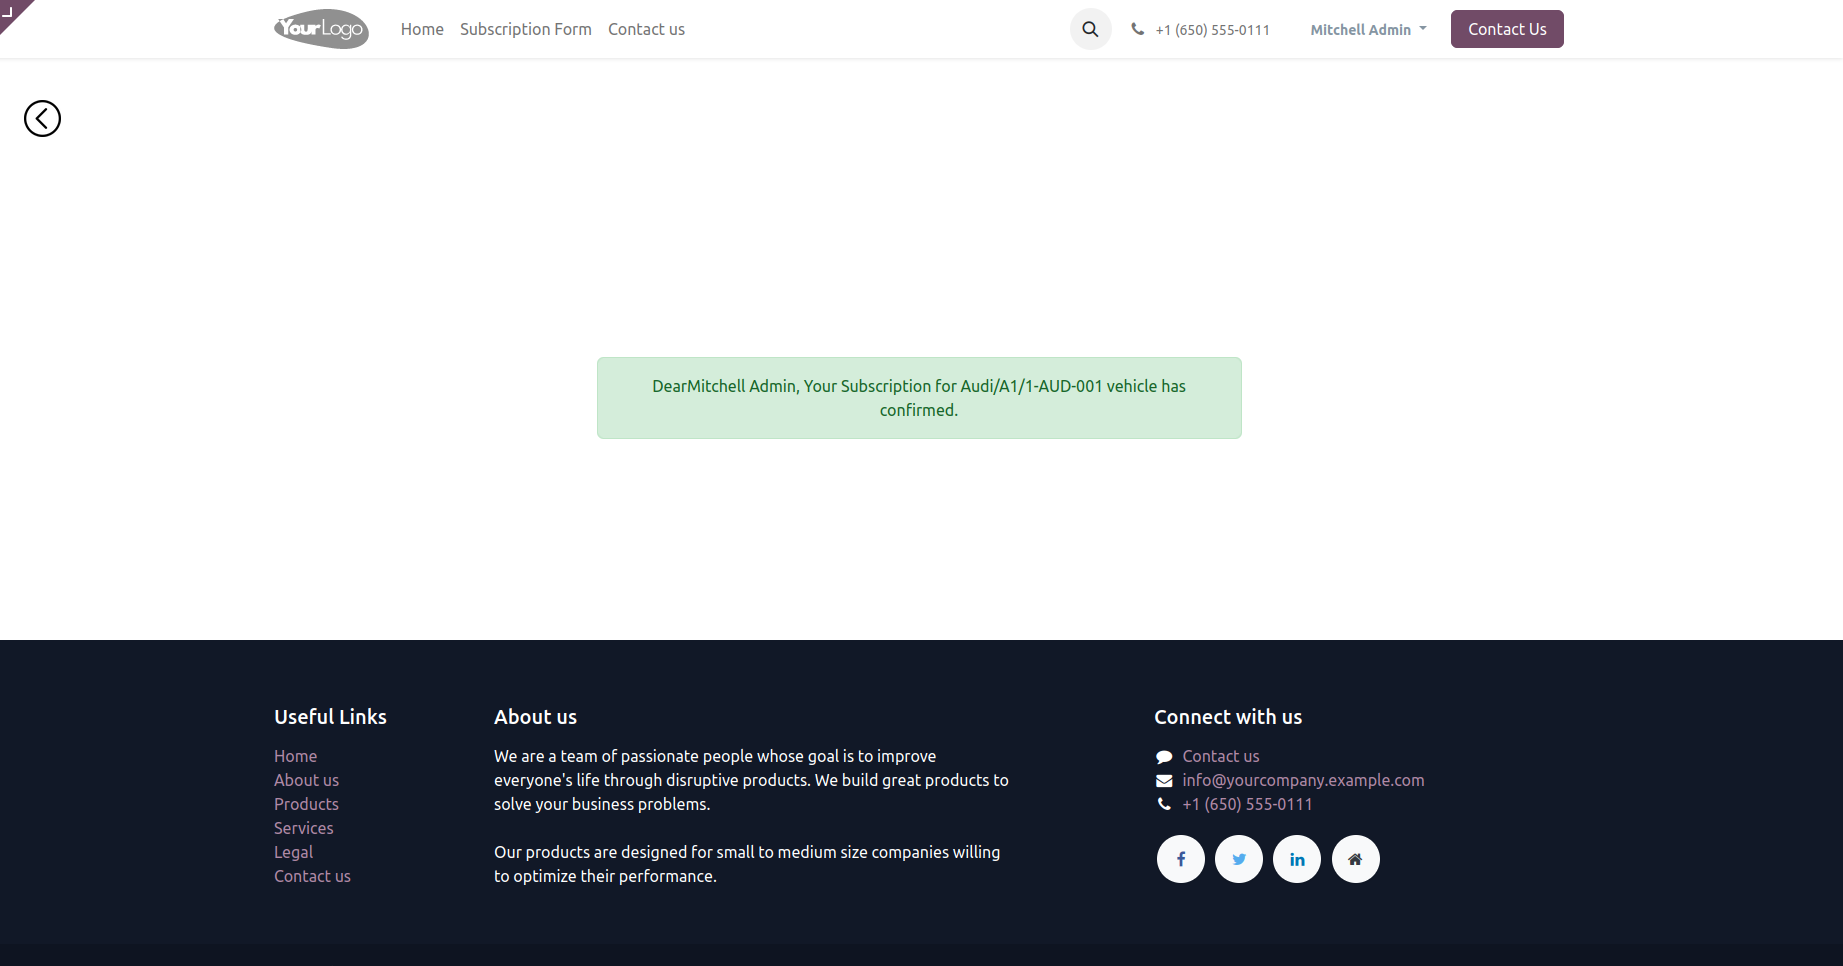 YourLogo
Home Subscription Form Contact us
+1 (650) 555-0111
Mitchell Admin
Contact Us
DearMitchell Admin, Your Subscription for Audi/A1/1-AUD-001 vehicle has
confirmed.
Useful Links
Home
About us
Products
Services
Legal
Contact us
About us
We are a team of passionate people whose goal is to improve
everyone's life through disruptive products. We build great products to
solve your business problems.
Our products are designed for small to medium size companies willing
to optimize their performance.
Connect with us
Contact us
info@yourcompany.example.com
+1 (650) 555-0111